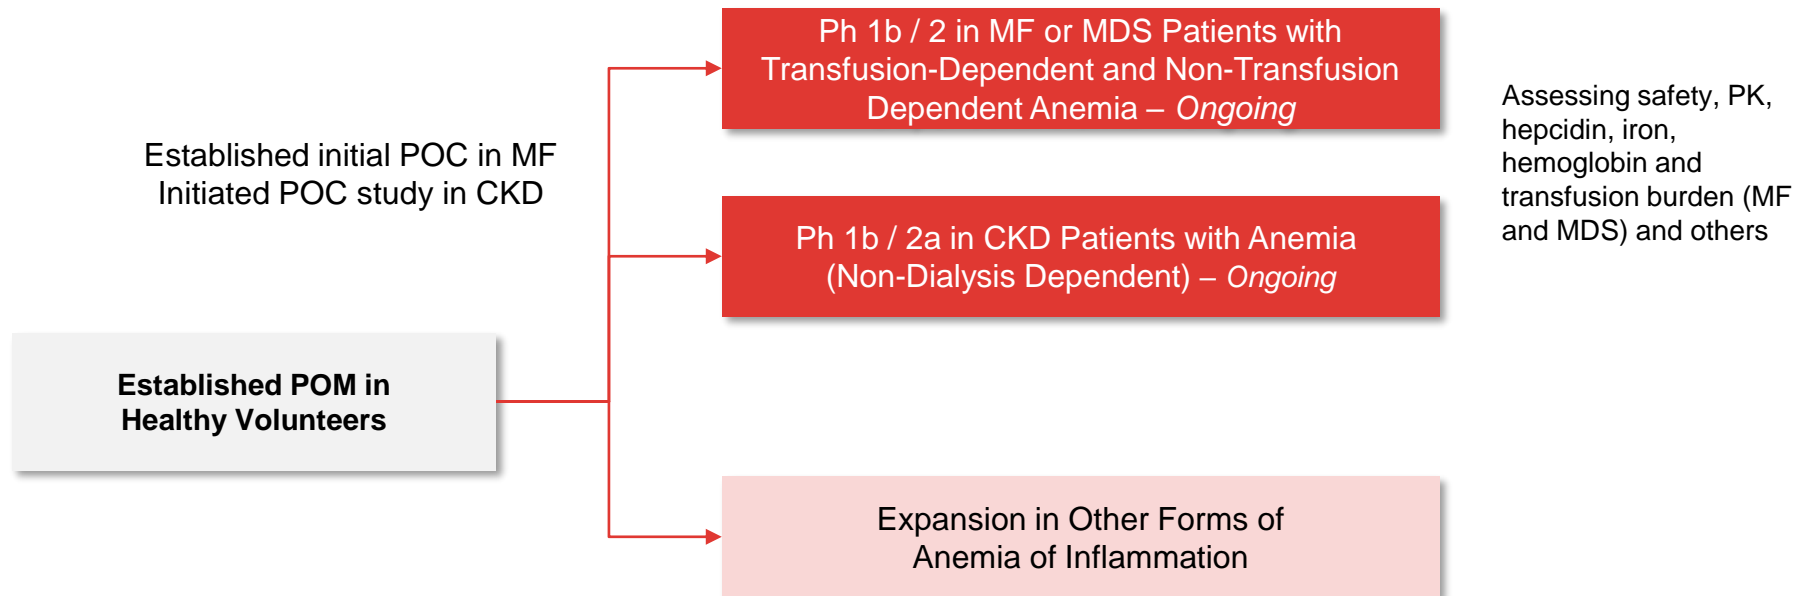 Ph 1b / 2 in MF or MDS Patients with
Transfusion-Dependent and Non-Transfusion
Dependent Anemia – Ongoing
Assessing safety, PK,
hepcidin, iron,
hemoglobin and
transfusion burden (MF
and MDS) and others
Established initial POC in MF
Initiated POC study in CKD
Ph 1b / 2a in CKD Patients with Anemia
(Non-Dialysis Dependent) – Ongoing
Established POM in
Healthy Volunteers
Expansion in Other Forms of
Anemia of Inflammation